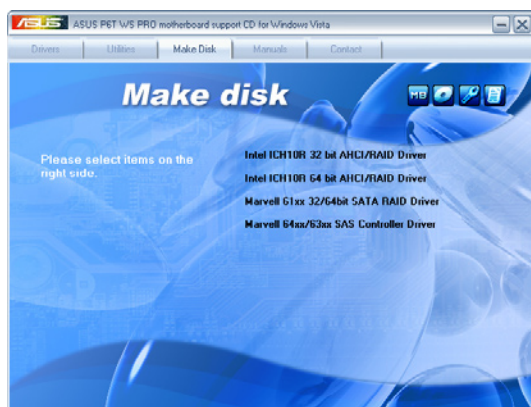 ASUS ASUS P6T WS PRO motherboard support CD for Windows Vista
Drivers Utilities Make Disk Manuals Contact
Make disk
MB
Please select items on the
right side.
Intel ICH10R 32 bit AHCI/RAID Driver
Intel ICH10R 64 bit AHCI/RAID Driver
Marvell 61xx 32/64bit SATA RAID Driver
Marvell 64xx/63xx SAS Controller Driver